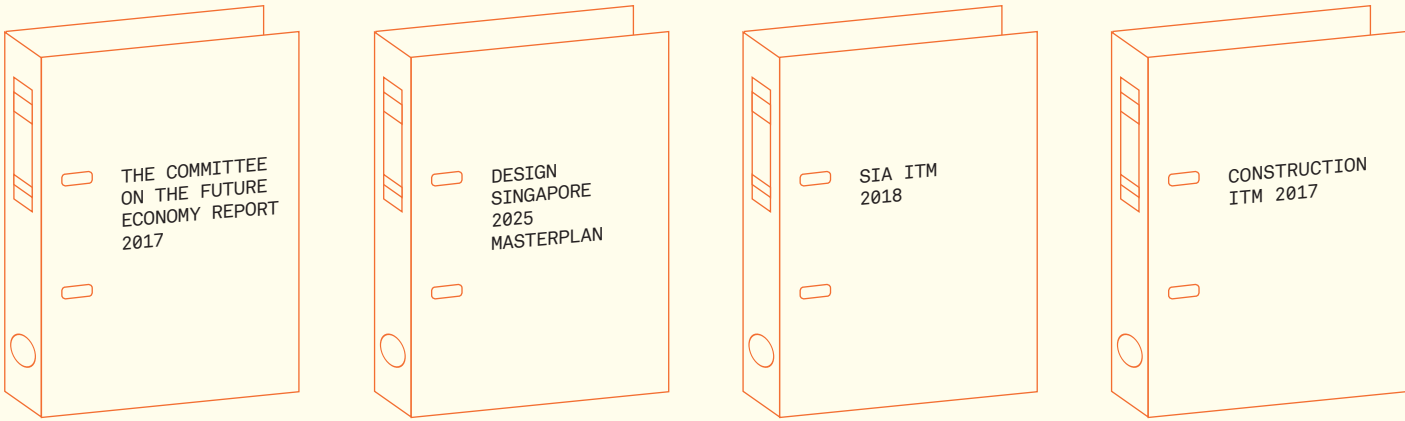 THE COMMITTEE
ON THE FUTURE
ECONOMY REPORT
2017
DESIGN
SINGAPORE
2025
MASTERPLAN
SIA ITM
2018
CONSTRUCTION
ITM 2017